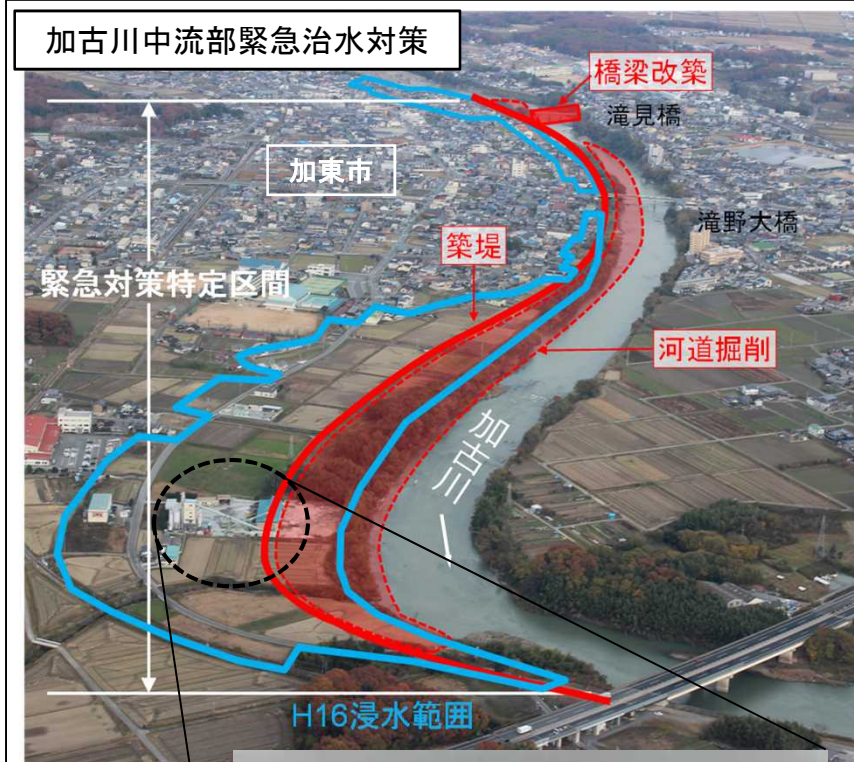 加古川中流部緊急治水対策
橋梁改築
滝見橋
加東市
滝野大橋
築堤
緊急対策特定区間
河道掘削
加古川
H16浸水範囲